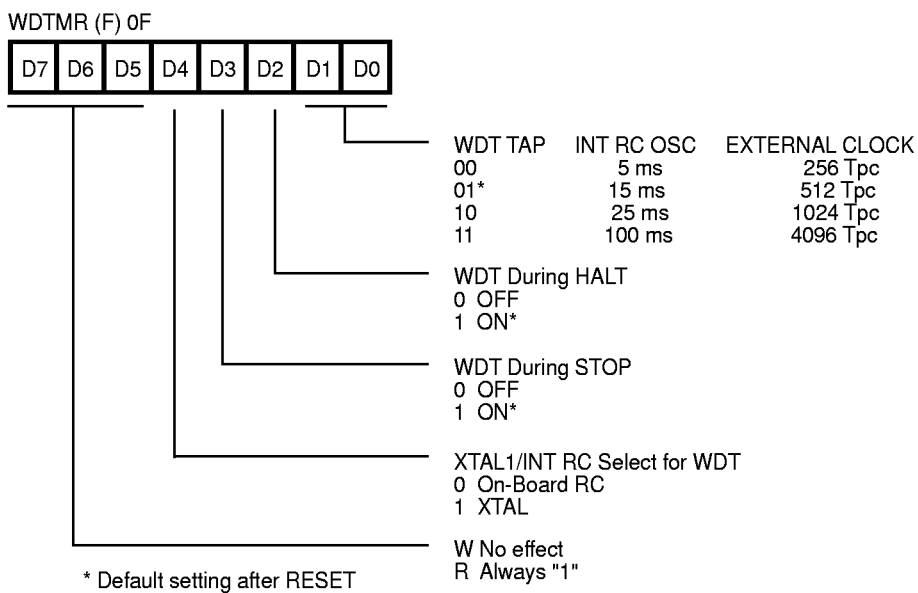 WDTMR (F) 0F
D7 D6 D5 D4 D3 D2 D1 D0
WDT TAP INT RC OSC EXTERNAL CLOCK
00 5 ms 256 Tpc
01* 15 ms 512 Tpc
10 25 ms 1024 Tpc
11 100 ms 4096 Tpc
WDT During HALT
0 OFF
1 ON*
WDT During STOP
0 OFF
1 ON*
XTAL1/INT RC Select for WDT
0 On-Board RC
1 XTAL
W No effect
R Always "1"
* Default setting after RESET